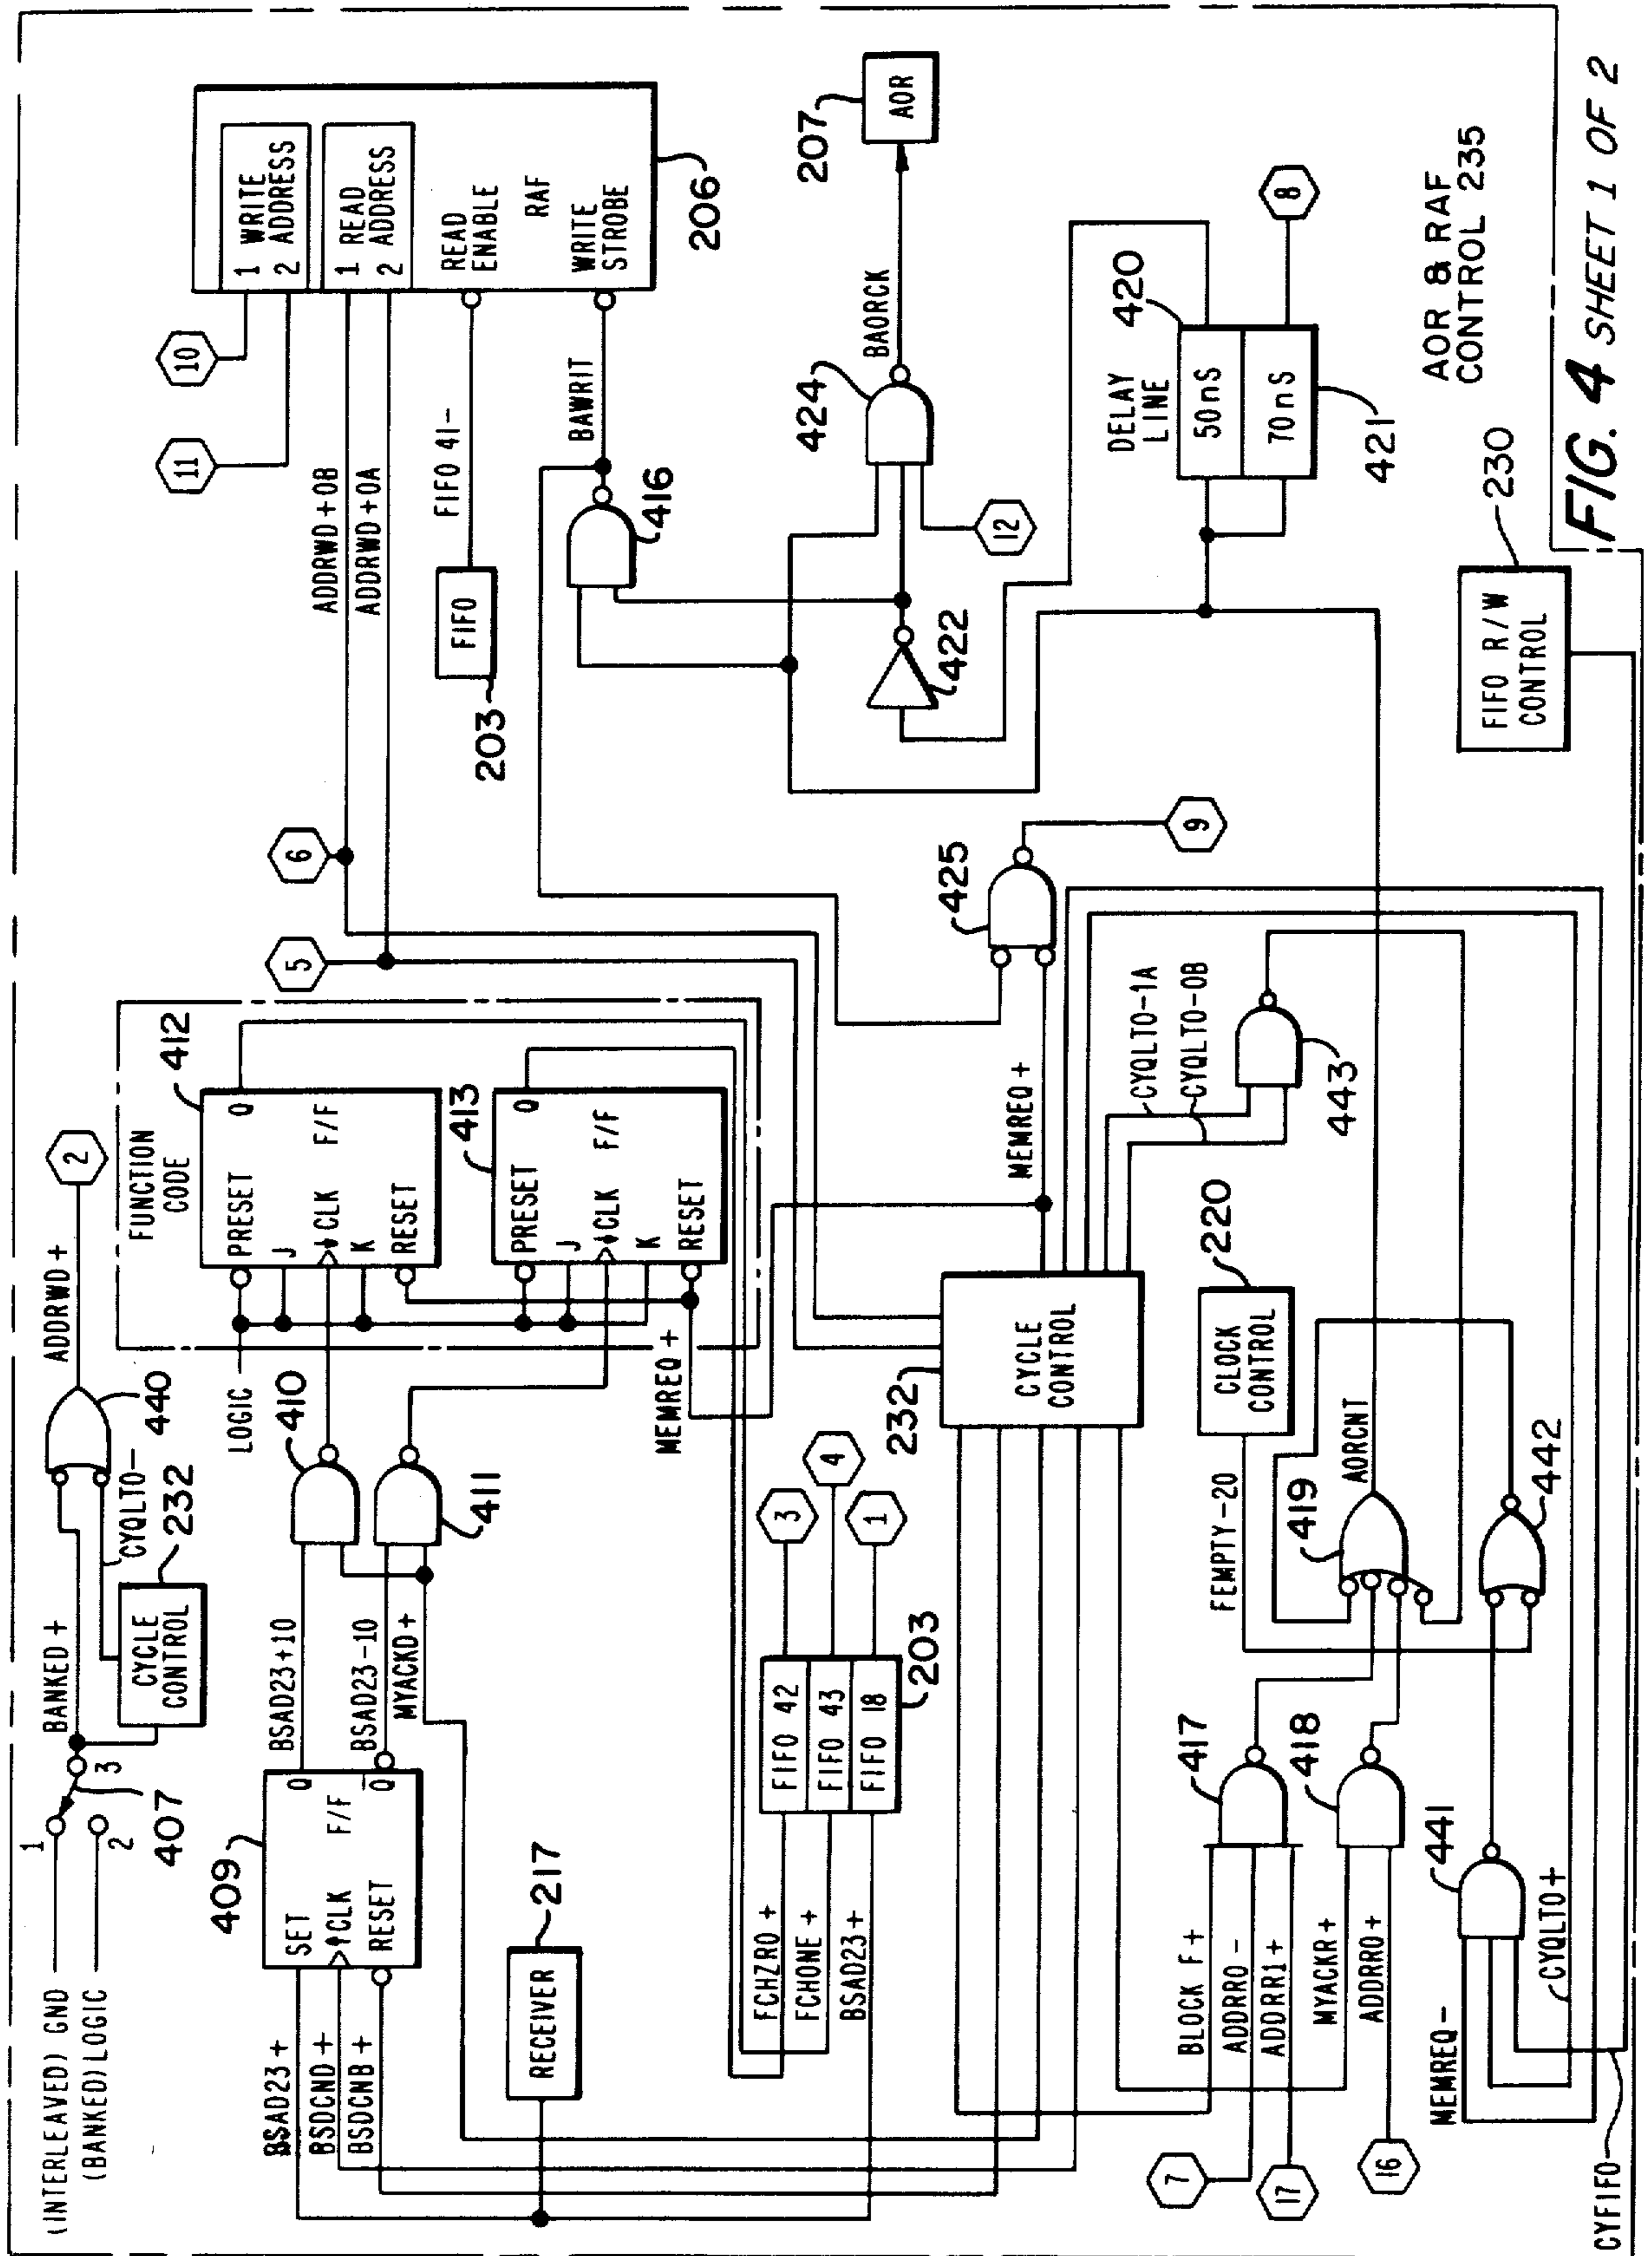 (INTERLEAVED) GND
(BANKED) LOGIC
1
2
3
407
BANKED+
CYQLTO-
CYCLE
CONTROL
232
440
ADDRWD+
2
409
BSAD23+
BSDCND+
BSDCNB+
SET
↑CLK
RESET
Q
F/F
Q
BSAD23+10
BSAD23-10
MYACKD+
410
411
LOGIC
MEMREQ+
FUNCTION
CODE
412
PRESET
J
↓CLK
K
RESET
Q
F/F
413
PRESET
J
↓CLK
K
RESET
Q
F/F
5
6
11
10
ADDRWD+0B
ADDRWD+0A
1 WRITE
2 ADDRESS
1 READ
2 ADDRESS
READ
ENABLE
RAF
WRITE
STROBE
206
FIFO
203
FIFO 41-
BAWRIT
416
217
RECEIVER
FCHZRO+
FCHONE+
BSAD23+
FIFO 42
FIFO 43
FIFO 18
203
3
4
1
232
CYCLE
CONTROL
MEMREQ+
425
9
422
424
BAORCK
207
AOR
12
CYQLTO-1A
CYQLTO-0B
443
DELAY
LINE
420
50nS
70nS
421
8
7
17
16
BLOCK F+
ADDRR0-
ADDRR1+
MYACKR+
ADDRR0+
417
418
FEMPTY-20
CLOCK
CONTROL
220
419
AORCNT
MEMREQ-
441
CYQLTO+
442
CYFIFO
FIFO R/W
CONTROL
230
AOR & RAF
CONTROL 235
FIG. 4 SHEET 1 OF 2